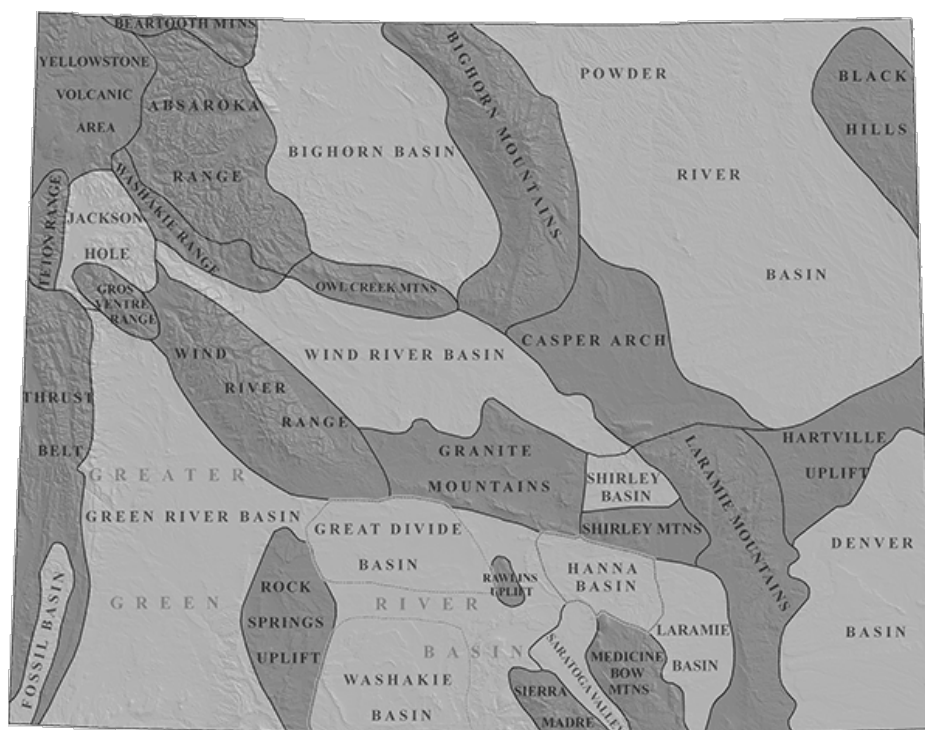 BEARTOOTH MTNS
YELLOWSTONE
VOLCANIC
AREA
ABSAROKA
RANGE
BIGHORN BASIN
BIGHORN MOUNTAINS
POWDER
RIVER
BASIN
BLACK
HILLS
TETON RANGE
JACKSON
HOLE
WASHAKIE RANGE
GROS
VENTRE
RANGE
OWL CREEK MTNS
WIND
RIVER
RANGE
WIND RIVER BASIN
CASPER ARCH
THRUST
BELT
GREATER
GREEN RIVER BASIN
GRANITE
MOUNTAINS
SHIRLEY
BASIN
SHIRLEY MTNS
LARAMIE MOUNTAINS
HARTVILLE
UPLIFT
GREAT DIVIDE
BASIN
DENVER
BASIN
FOSSIL BASIN
GREEN
RIVER
BASIN
ROCK
SPRINGS
UPLIFT
RAWLINS
UPLIFT
HANNA
BASIN
WASHAKIE
BASIN
SARATOGA VALLEY
SIERRA
MADRE
MEDICINE
BOW
MTNS
LARAMIE
BASIN